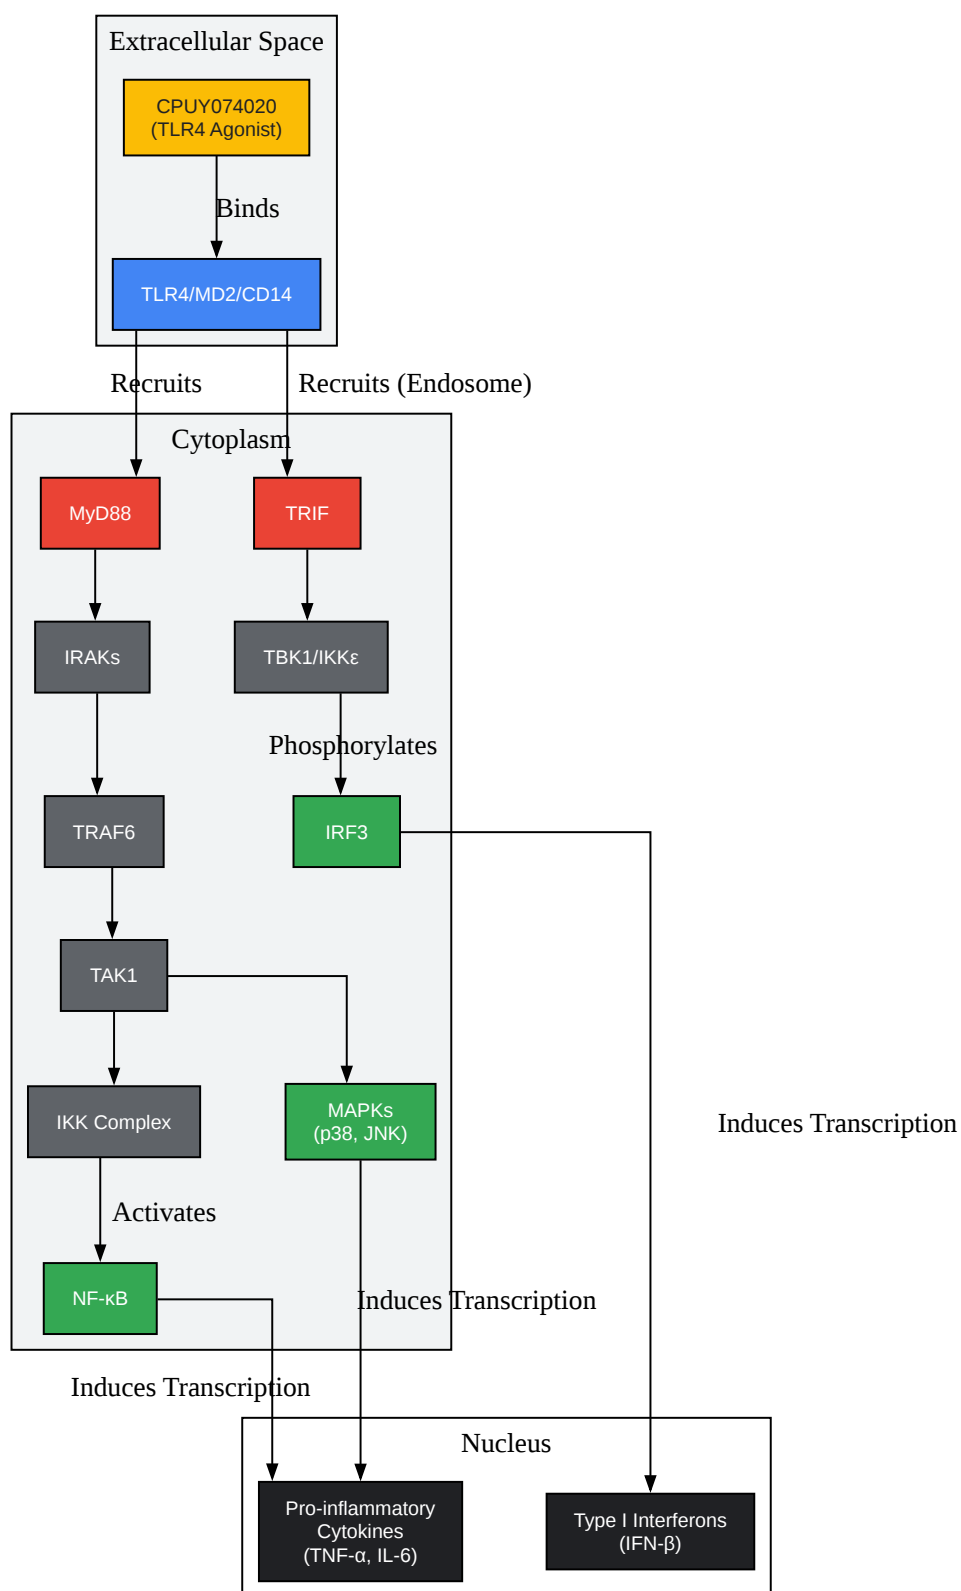 Extracellular Space
CPUY074020
(TLR4 Agonist)
Binds
TLR4/MD2/CD14
Recruits
Recruits (Endosome)
Cytoplasm
MyD88
TRIF
IRAKs
TBK1/IKKε
Phosphorylates
TRAF6
IRF3
TAK1
IKK Complex
MAPKs
(p38, JNK)
Induces Transcription
Activates
NF-κB
Induces Transcription
Induces Transcription
Nucleus
Pro-inflammatory
Cytokines
(TNF-α, IL-6)
Type I Interferons
(IFN-β)